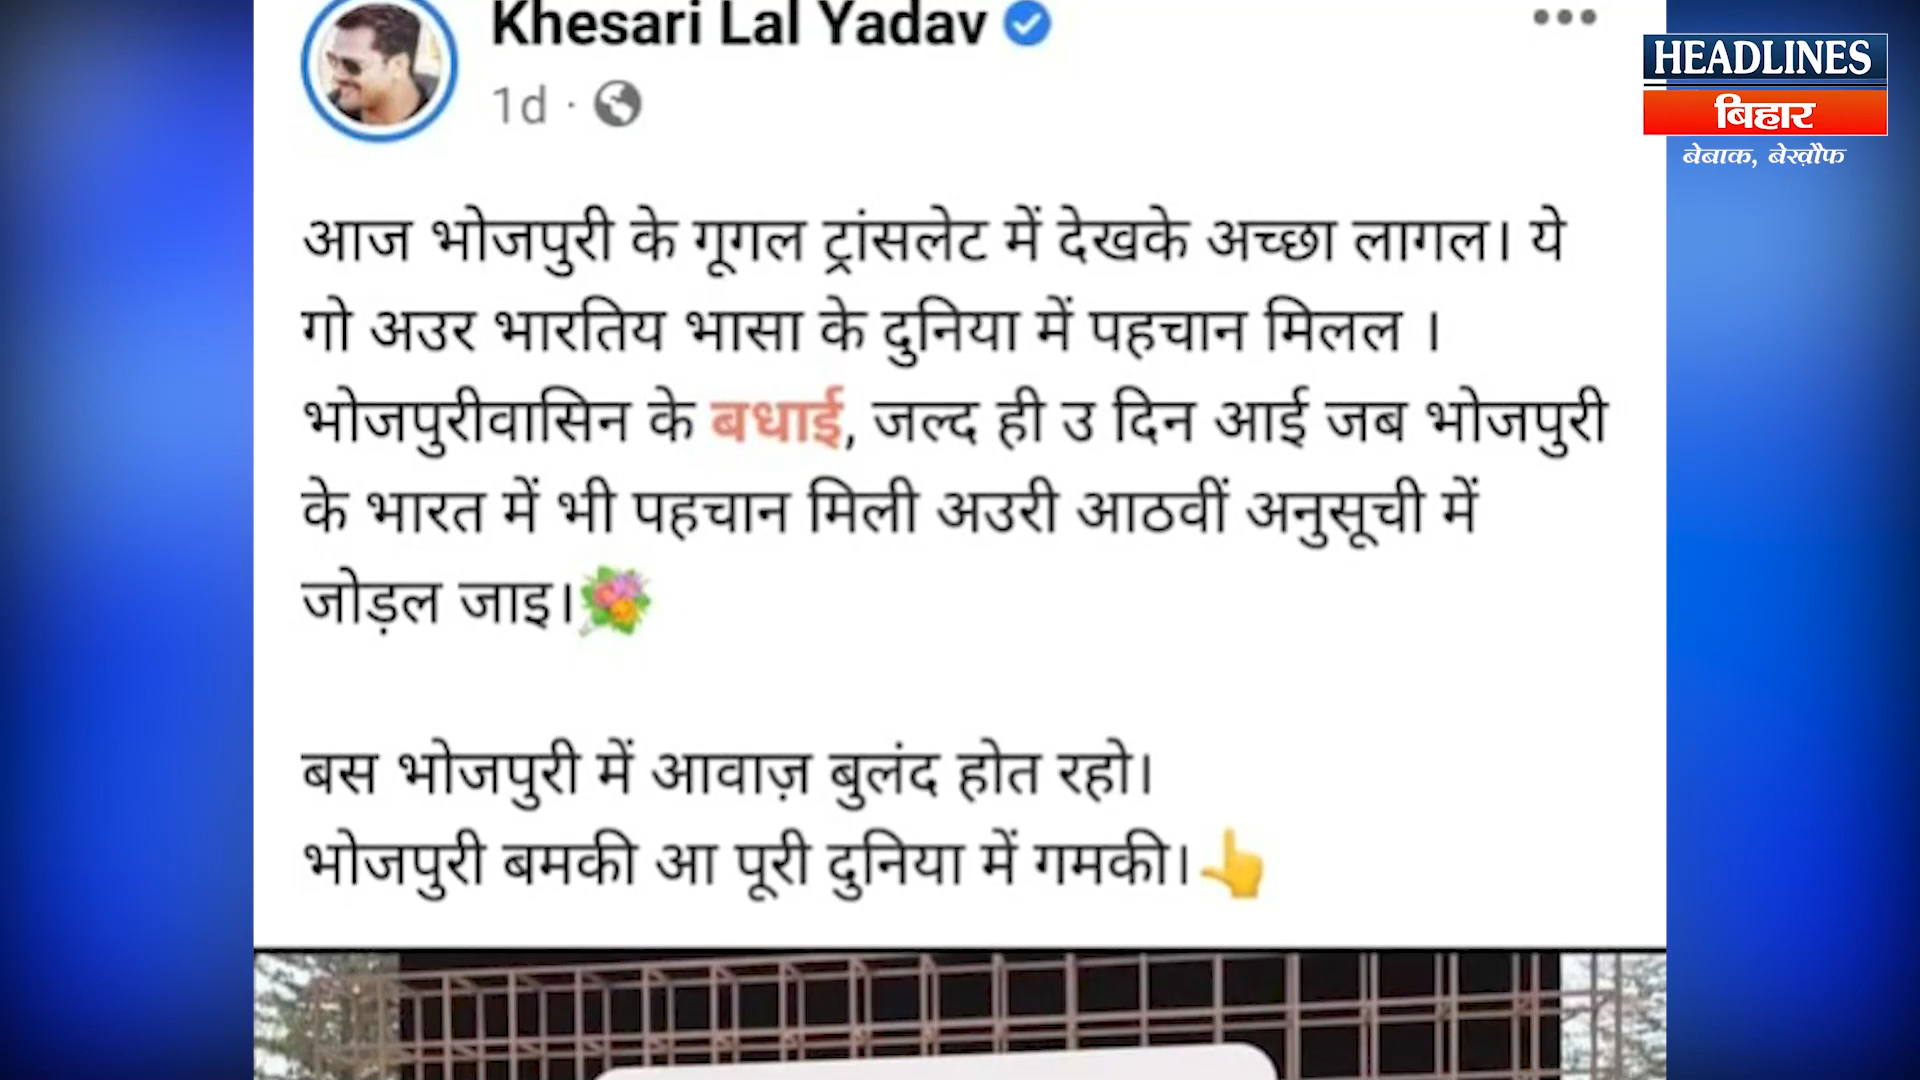 Khesari Lal Yadav
1d ·
HEADLINES
बिहार
बेबाक, बेख़ौफ
आज भोजपुरी के गूगल ट्रांसलेट में देखके अच्छा लागल। ये
गो अउर भारतिय भासा के दुनिया में पहचान मिलल ।
भोजपुरीवासिन के बधाई, जल्द ही उ दिन आई जब भोजपुरी
के भारत में भी पहचान मिली अउरी आठवीं अनुसूची में
जोड़ल जाइ।💐
बस भोजपुरी में आवाज़ बुलंद होत रहो।
भोजपुरी बमकी आ पूरी दुनिया में गमकी।👆